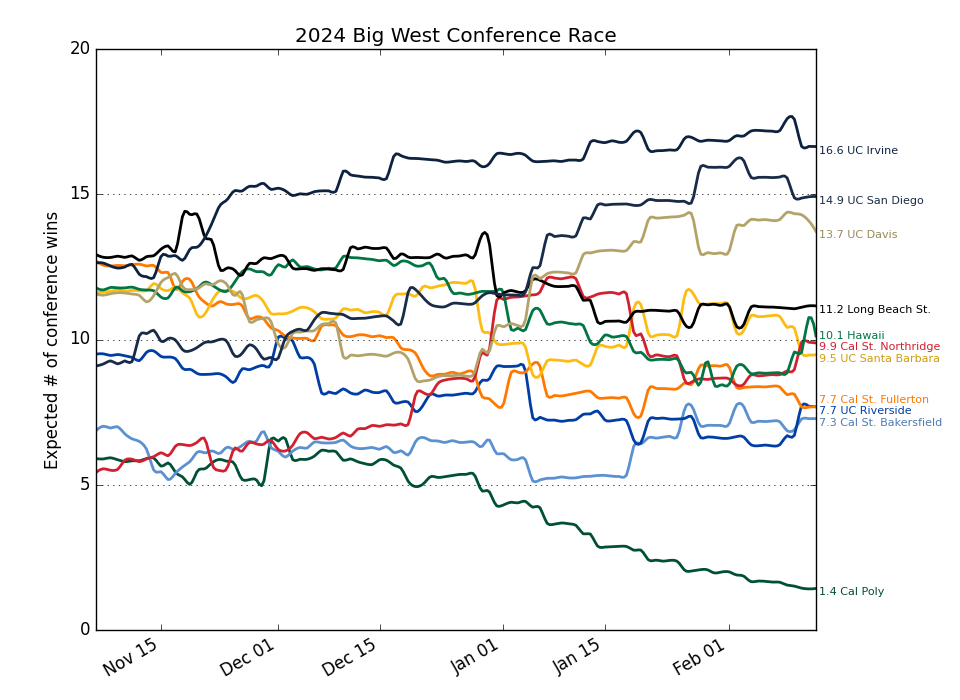 2024 Big West Conference Race
Expected # of conference wins
20
15
10
5
0
Nov 15
Dec 01
Dec 15
Jan 01
Jan 15
Feb 01
16.6 UC Irvine
14.9 UC San Diego
13.7 UC Davis
11.2 Long Beach St.
10.1 Hawaii
9.9 Cal St. Northridge
9.5 UC Santa Barbara
7.7 Cal St. Fullerton
7.7 UC Riverside
7.3 Cal St. Bakersfield
1.4 Cal Poly